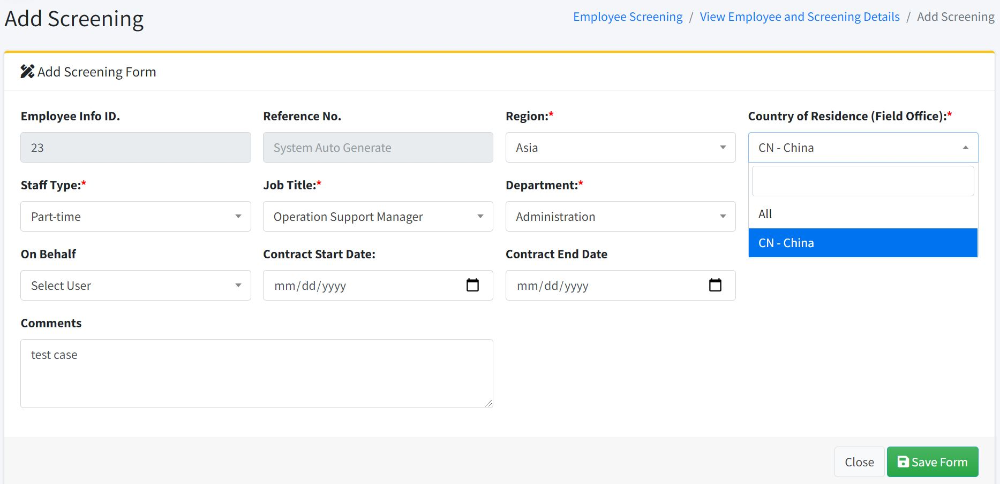 Add Screening
Employee Screening / View Employee and Screening Details / Add Screening
Add Screening Form
Employee Info ID.
Reference No.
Region:*
Country of Residence (Field Office):*
23
System Auto Generate
Asia
CN - China
All
CN - China
Staff Type:*
Job Title:*
Department:*
Part-time
Operation Support Manager
Administration
On Behalf
Contract Start Date:
Contract End Date
Select User
mm/dd/yyyy
mm/dd/yyyy
Comments
test case
Close
Save Form